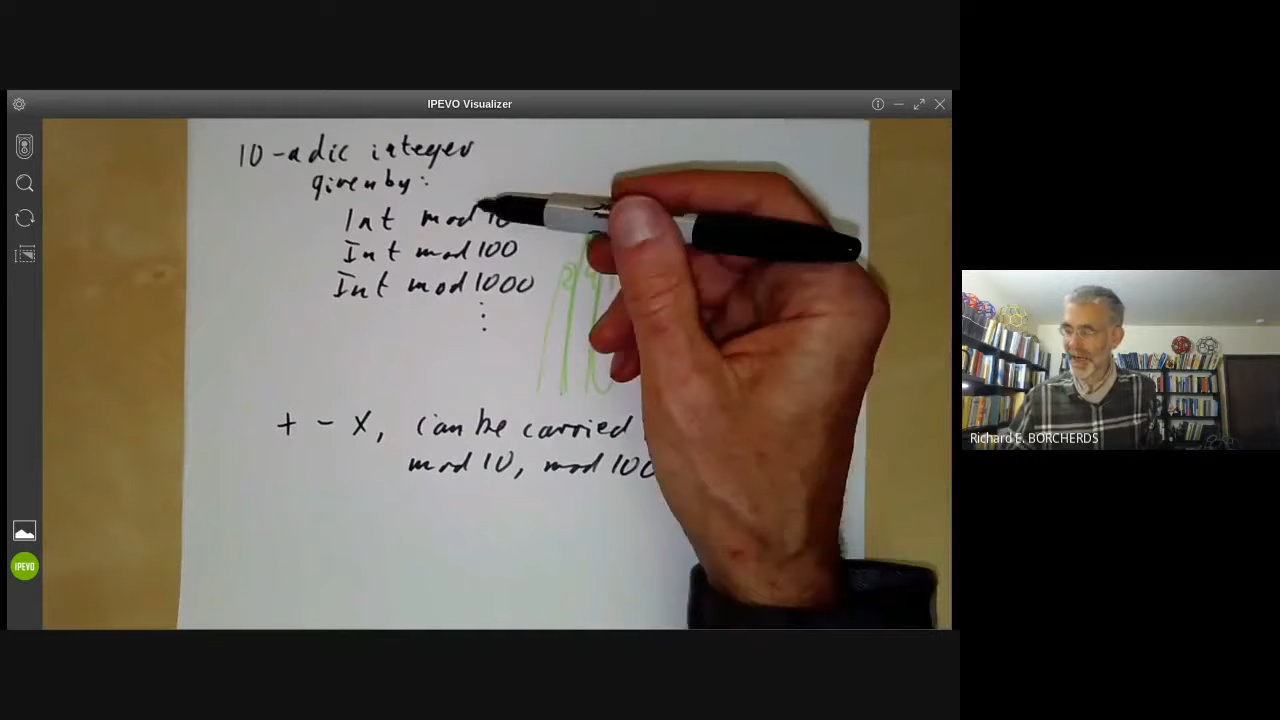 IPEVO Visualizer
10-adic integer
given by:
Int mod 10
Int mod 100
Int mod 1000
⋮
+ - X, can be carried
mod 10, mod 100
IPEVO
Richard E. BORCHERDS